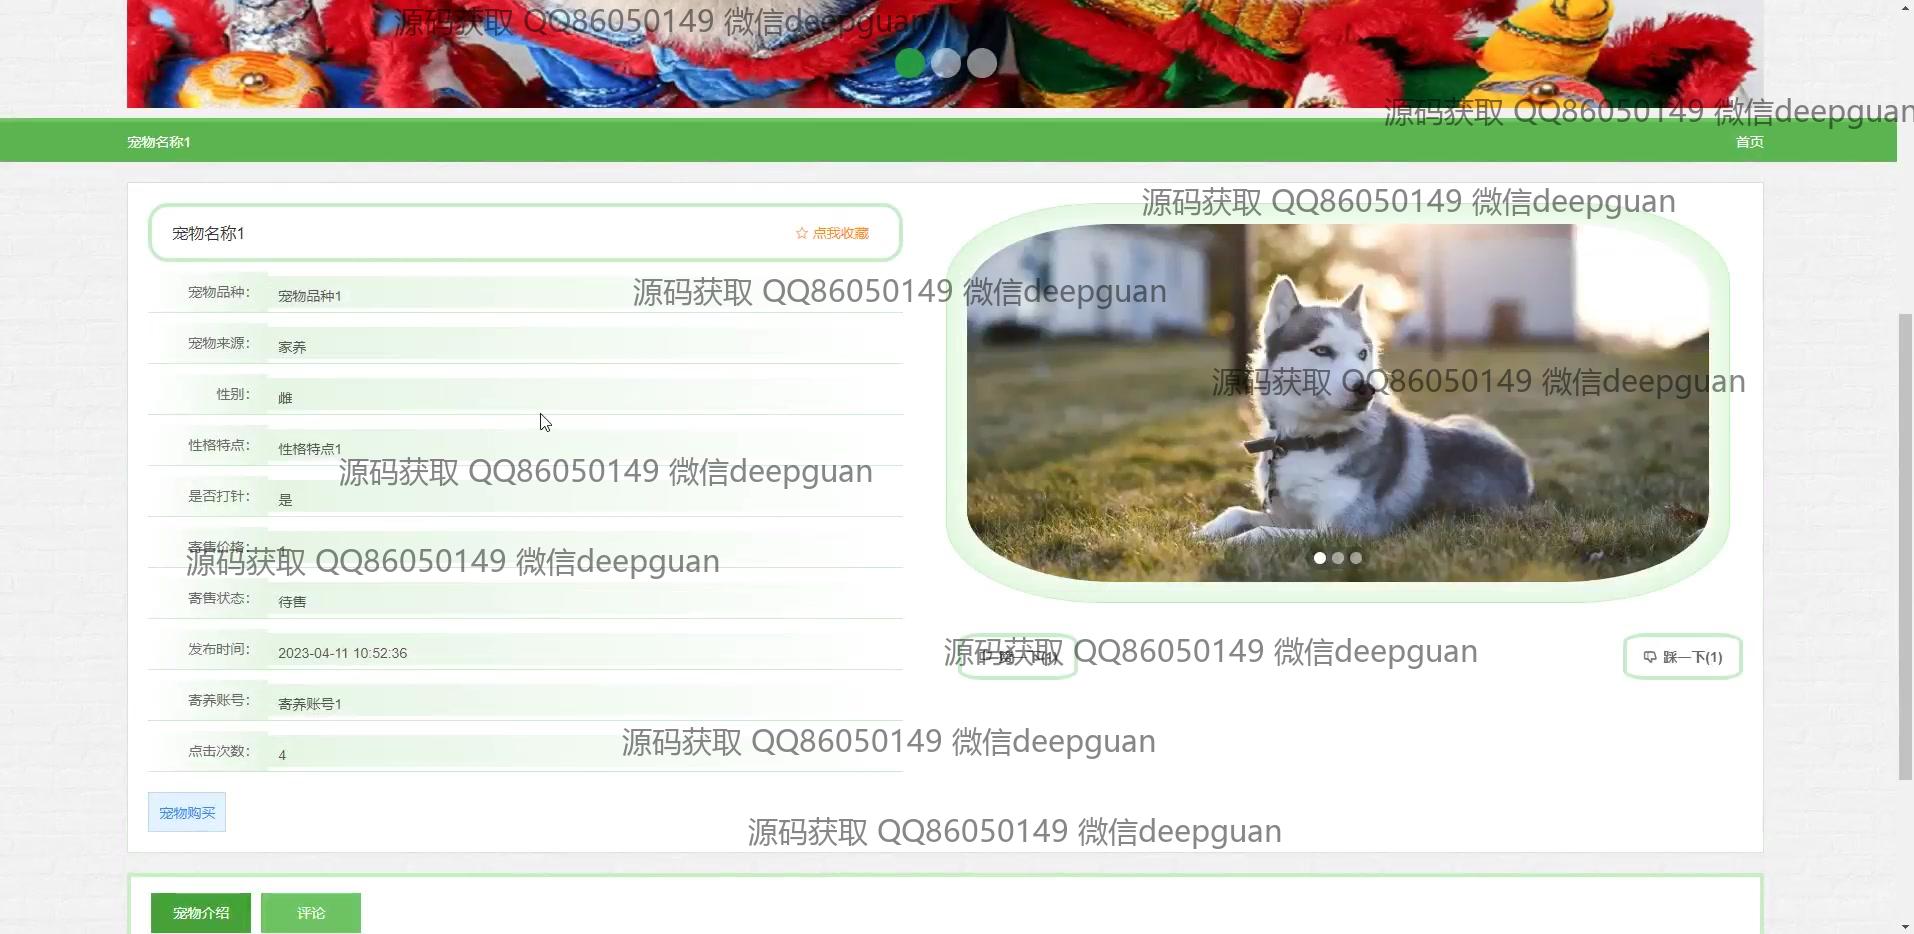 源码获取 QQ86050149 微信deepguan
源码获取 QQ86050149 微信deepguan
宠物名称1
首页
源码获取 QQ86050149 微信deepguan
宠物名称1
☆ 点我收藏
宠物品种：
宠物品种1
源码获取 QQ86050149 微信deepguan
宠物来源：
家养
源码获取 QQ86050149 微信deepguan
性别：
雌
性格特点：
性格特点1
源码获取 QQ86050149 微信deepguan
是否打针：
是
寄售价格：
源码获取 QQ86050149 微信deepguan
寄售状态：
待售
发布时间：
2023-04-11 10:52:36
源码获取 QQ86050149 微信deepguan
踩一下(1)
寄养账号：
寄养账号1
源码获取 QQ86050149 微信deepguan
点击次数：
4
宠物购买
源码获取 QQ86050149 微信deepguan
宠物介绍
评论